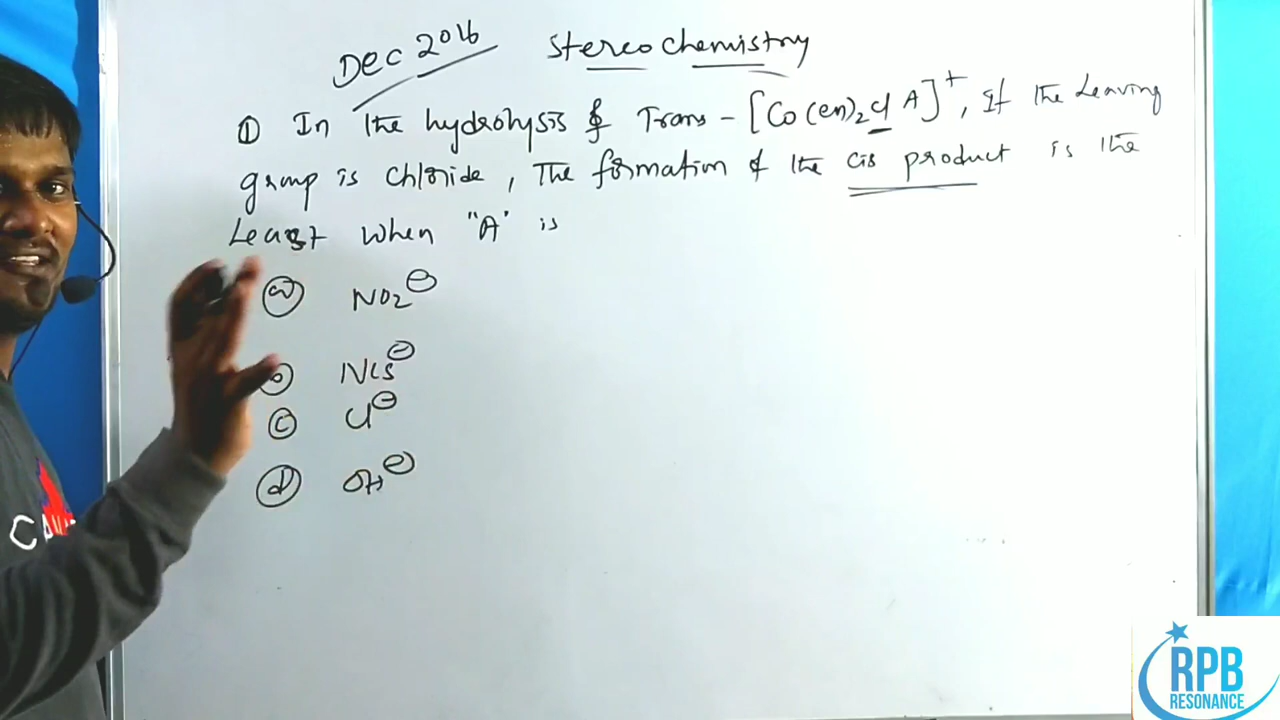 Dec 2016 Stereochemistry
① In the hydrolysis of Trans - [Co(en)₂Cl A]⁺, If the Leaving
group is chloride, The formation of the cis product is the
Least when "A" is
ⓐ NO₂⊖
ⓑ NCS⊖
ⓒ Cl⊖
ⓓ OH⊖
RPB
RESONANCE